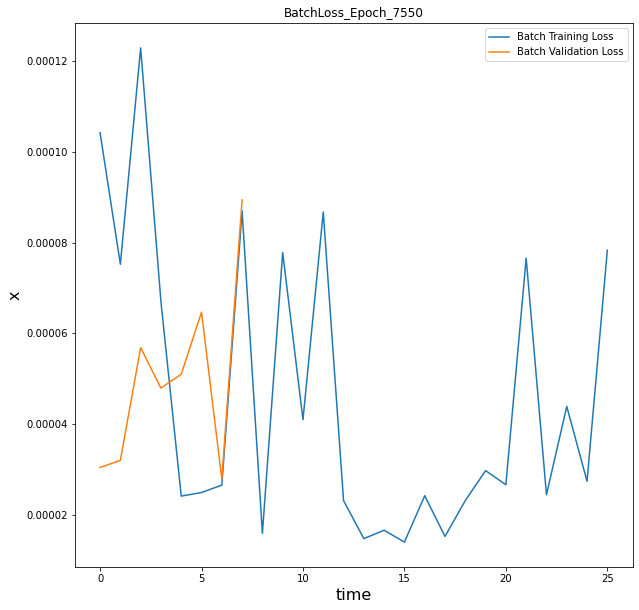 BatchLoss_Epoch_7550
Batch Training Loss
Batch Validation Loss
0.00012
0.00010
0.00008
0.00006
0.00004
0.00002
x
0 5 10 15 20 25
time